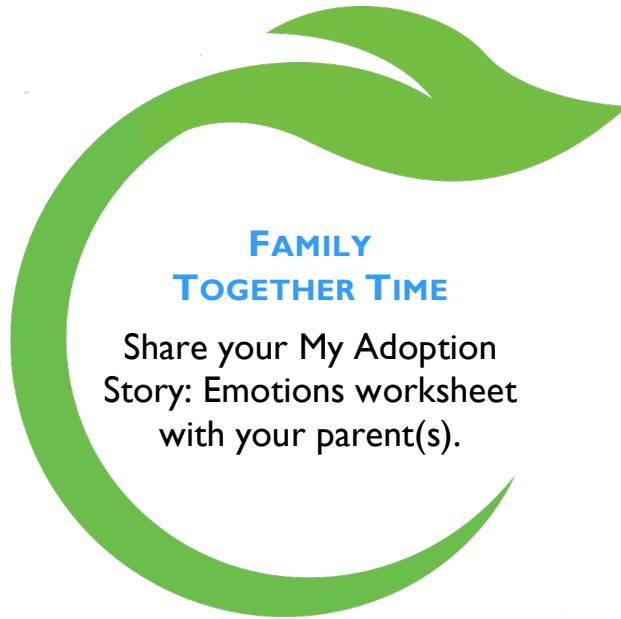 FAMILY
TOGETHER TIME
Share your My Adoption
Story: Emotions worksheet
with your parent(s).